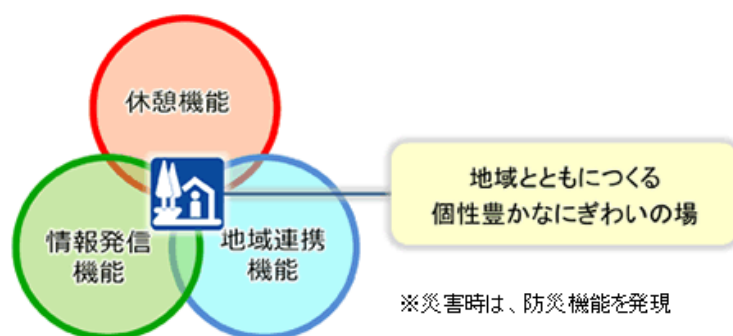 休憩機能
情報発信
機能
地域連携
機能
地域とともにつくる
個性豊かなにぎわいの場
※災害時は、防災機能を発現